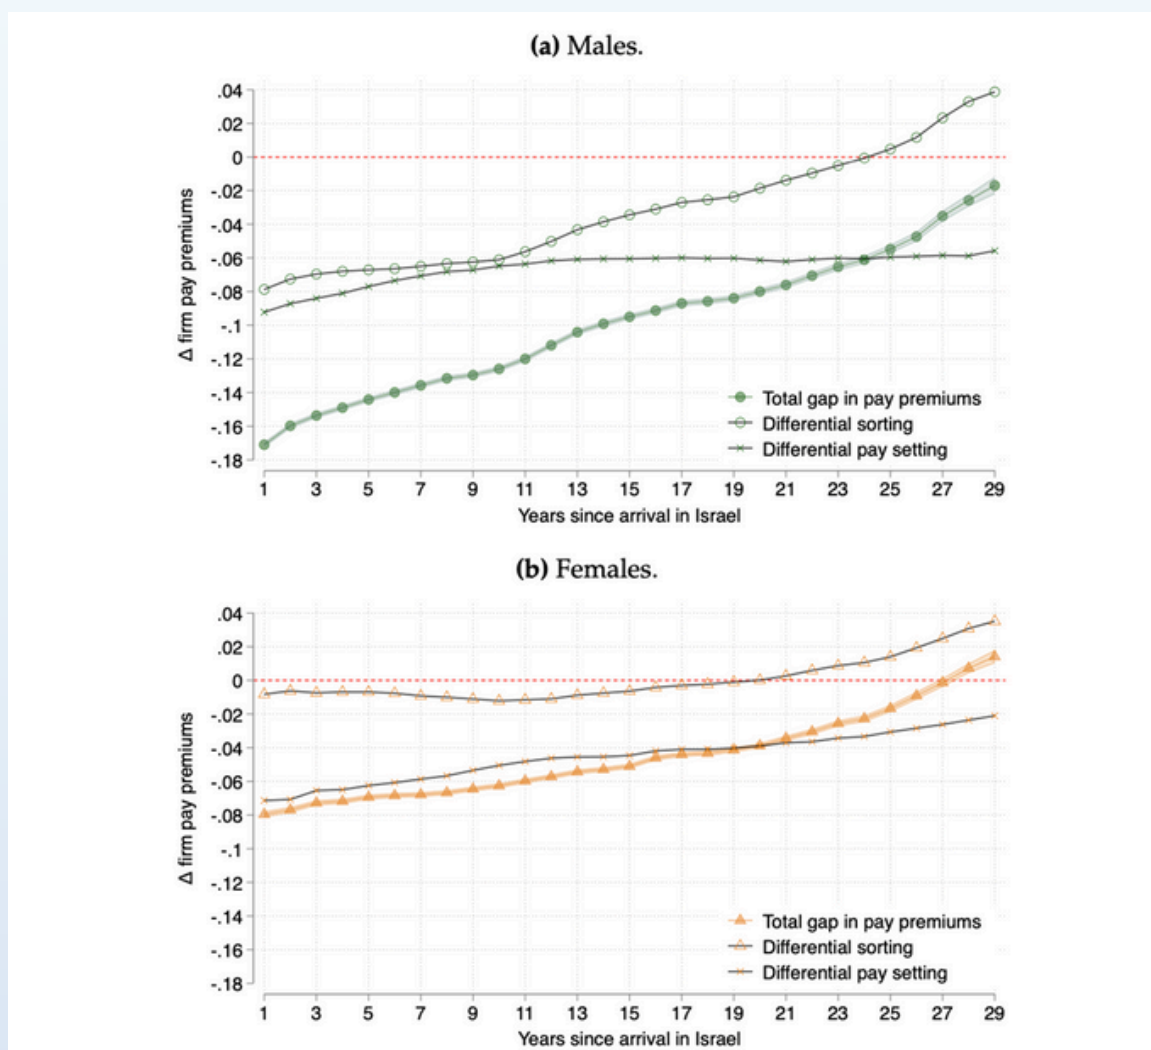 (a) Males.
.04
.02
0
-.02
-.04
-.06
-.08
-.1
-.12
-.14
-.16
-.18
Δ firm pay premiums
Total gap in pay premiums
Differential sorting
Differential pay setting
1 3 5 7 9 11 13 15 17 19 21 23 25 27 29
Years since arrival in Israel
(b) Females.
.04
.02
0
-.02
-.04
-.06
-.08
-.1
-.12
-.14
-.16
-.18
Δ firm pay premiums
Total gap in pay premiums
Differential sorting
Differential pay setting
1 3 5 7 9 11 13 15 17 19 21 23 25 27 29
Years since arrival in Israel